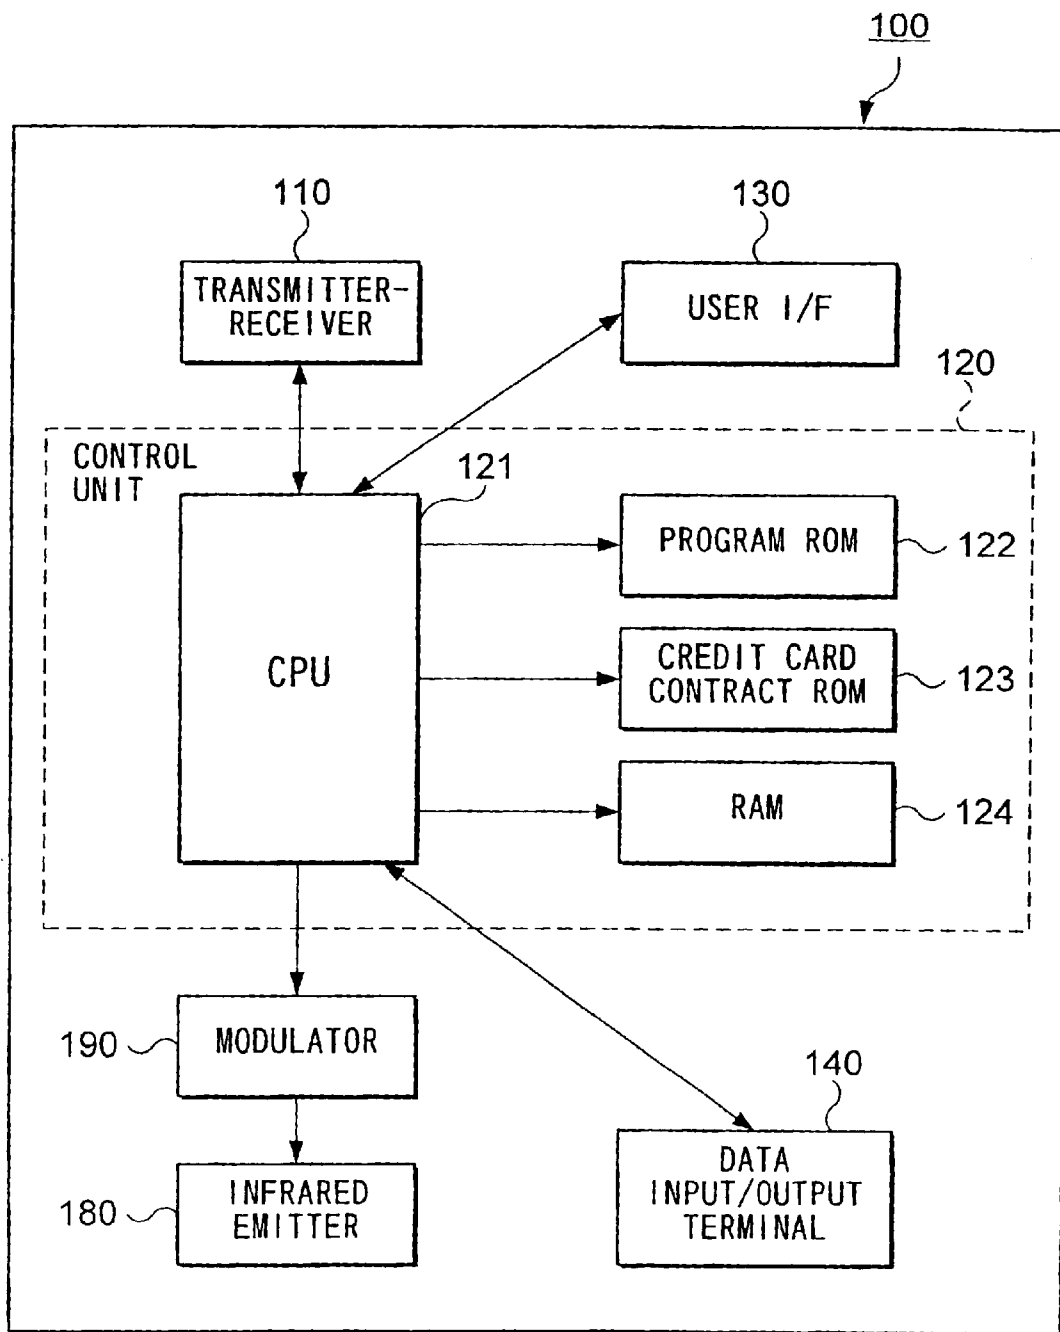 100
110
TRANSMITTER-
RECEIVER
130
USER I/F
120
CONTROL
UNIT
121
CPU
PROGRAM ROM
122
CREDIT CARD
CONTRACT ROM
123
RAM
124
190
MODULATOR
180
INFRARED
EMITTER
140
DATA
INPUT/OUTPUT
TERMINAL